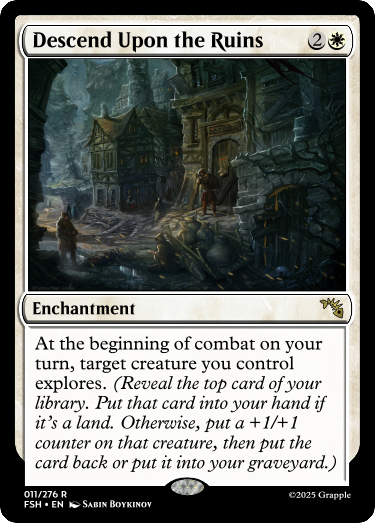 Descend Upon the Ruins 2
Enchantment
At the beginning of combat on your
turn, target creature you control
explores. (Reveal the top card of your
library. Put that card into your hand if
it's a land. Otherwise, put a +1/+1
counter on that creature, then put the
card back or put it into your graveyard.)
011/276 R
FSH • EN Sabin Boykinov
©2025 Grapple